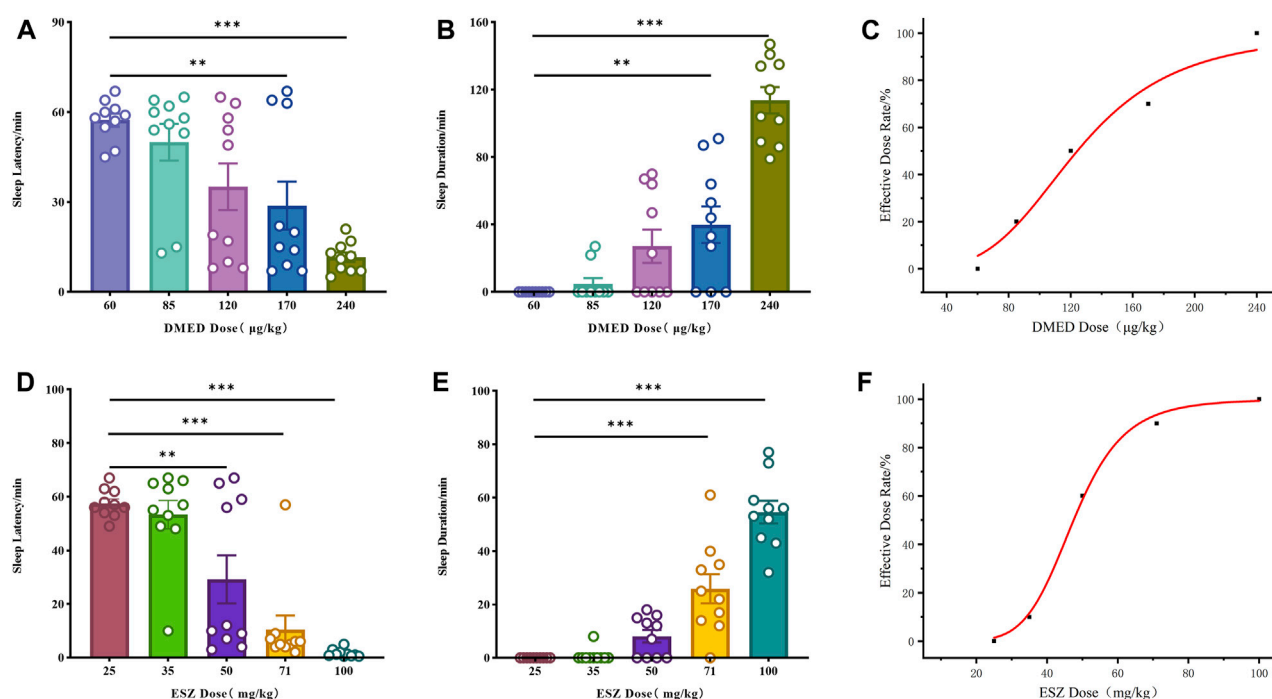 A
Sleep Latency/min
90
60
30
0
***
**
60 85 120 170 240
DMED Dose( μg/kg)
B
Sleep Duration/min
160
120
80
40
0
***
**
60 85 120 170 240
DMED Dose( μg/kg)
C
Effective Dose Rate/%
100
80
60
40
20
0
40 80 120 160 200 240
DMED Dose（μg/kg）
D
Sleep Latency/min
100
80
60
40
20
0
***
***
**
25 35 50 71 100
ESZ Dose( mg/kg)
E
Sleep Duration/min
100
80
60
40
20
0
***
***
25 35 50 71 100
ESZ Dose( mg/kg)
F
Effective Dose Rate/%
100
80
60
40
20
0
20 40 60 80 100
ESZ Dose（mg/kg）